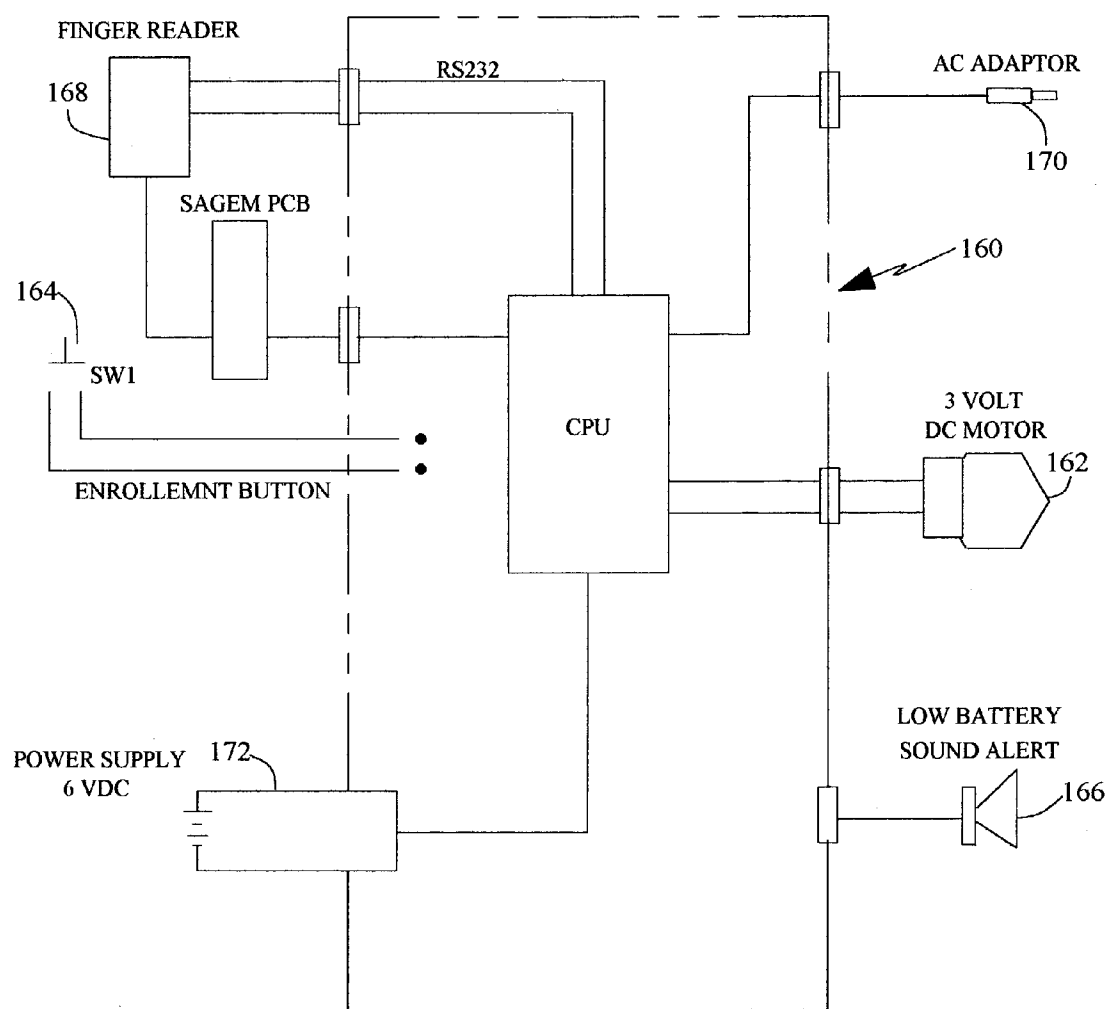 FINGER READER
168
RS232
AC ADAPTOR
170
SAGEM PCB
160
164
SW1
CPU
3 VOLT
DC MOTOR
162
ENROLLEMNT BUTTON
LOW BATTERY
SOUND ALERT
166
POWER SUPPLY
6 VDC
172